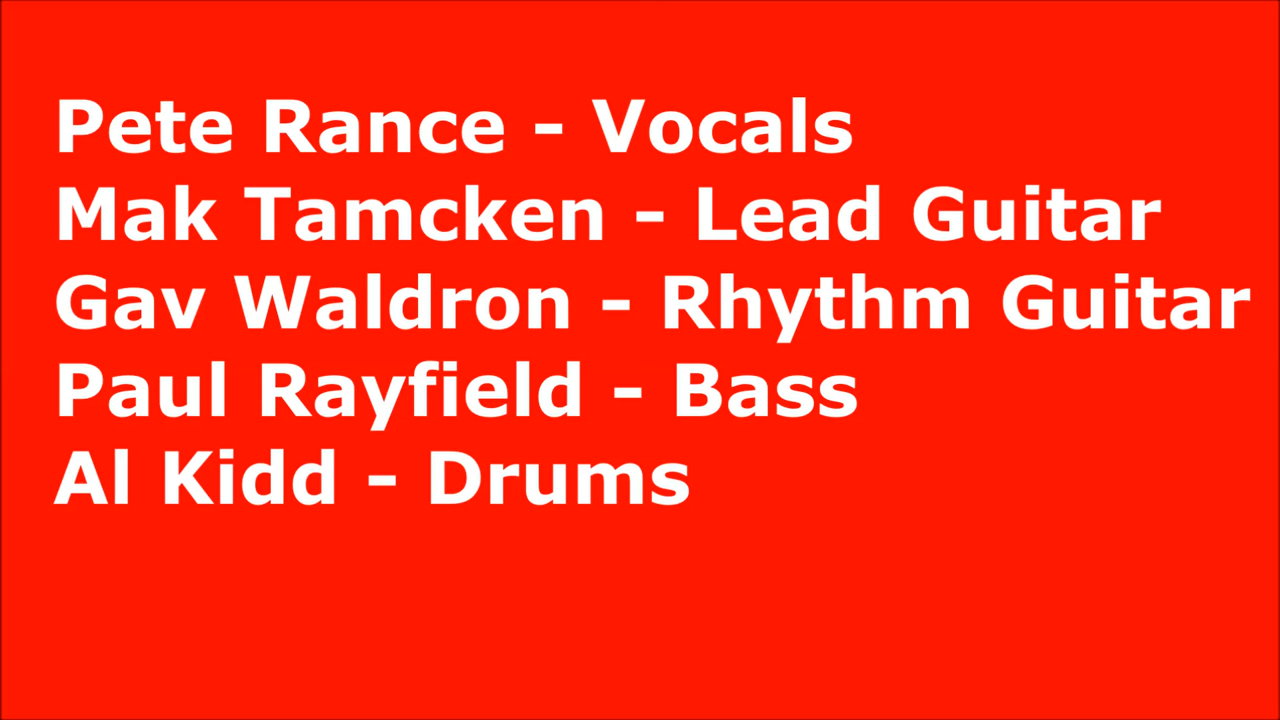 Pete Rance - Vocals
Mak Tamcken - Lead Guitar
Gav Waldron - Rhythm Guitar
Paul Rayfield - Bass
Al Kidd - Drums